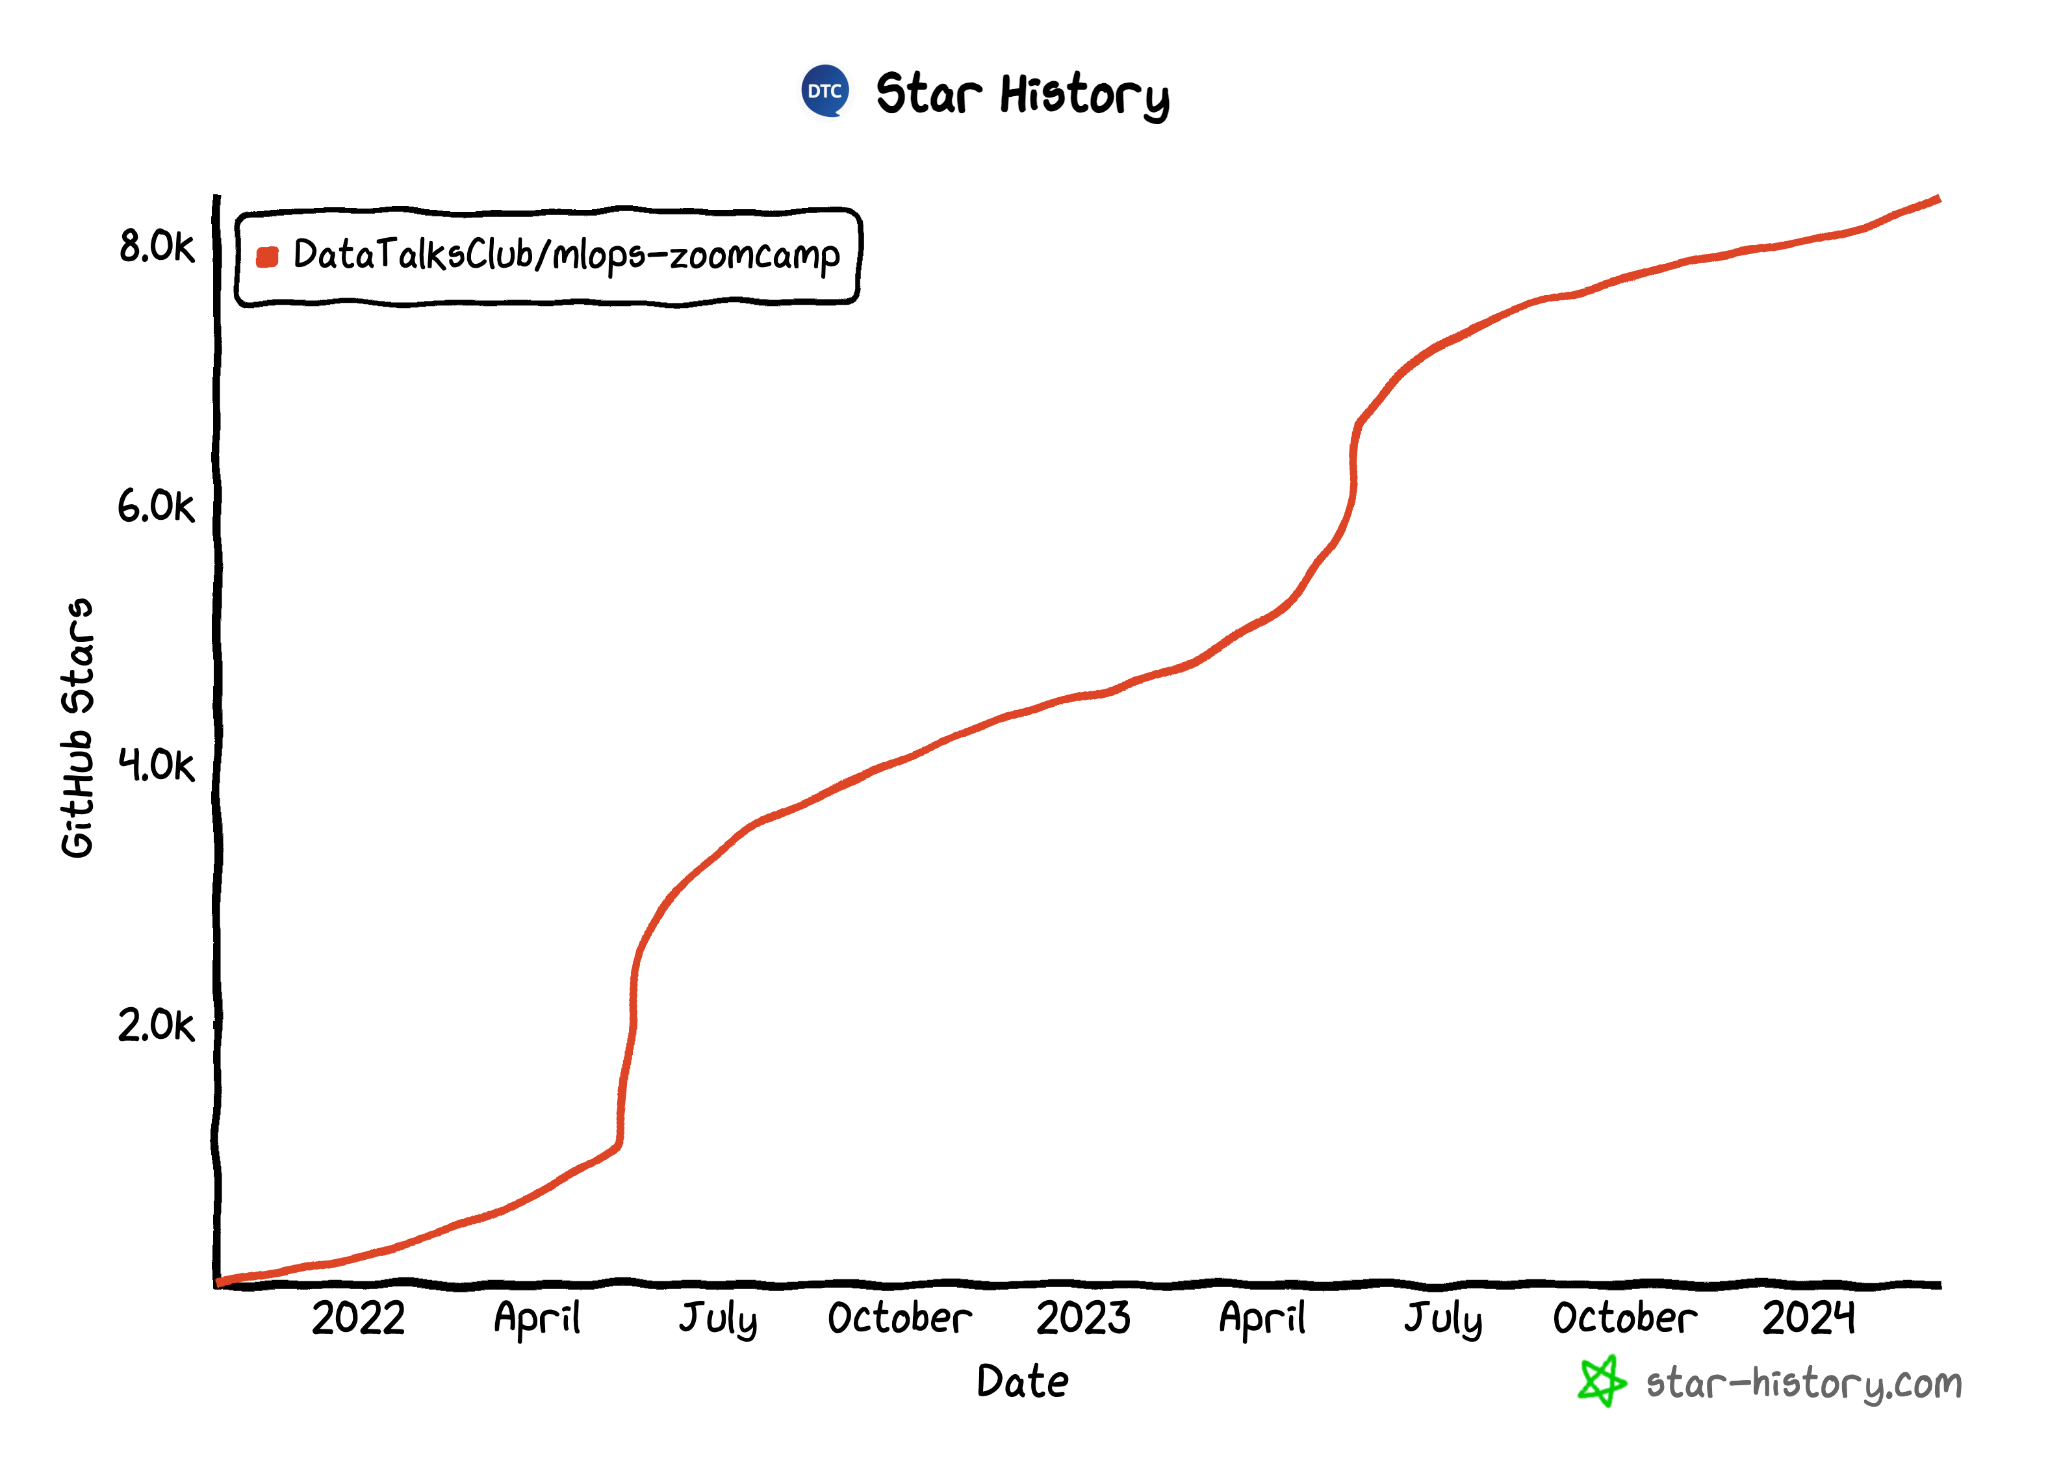 DTC Star History
DataTalksClub/mlops-zoomcamp
8.0K
6.0K
4.0K
2.0K
GitHub Stars
2022 April July October 2023 April July October 2024
Date
star-history.com